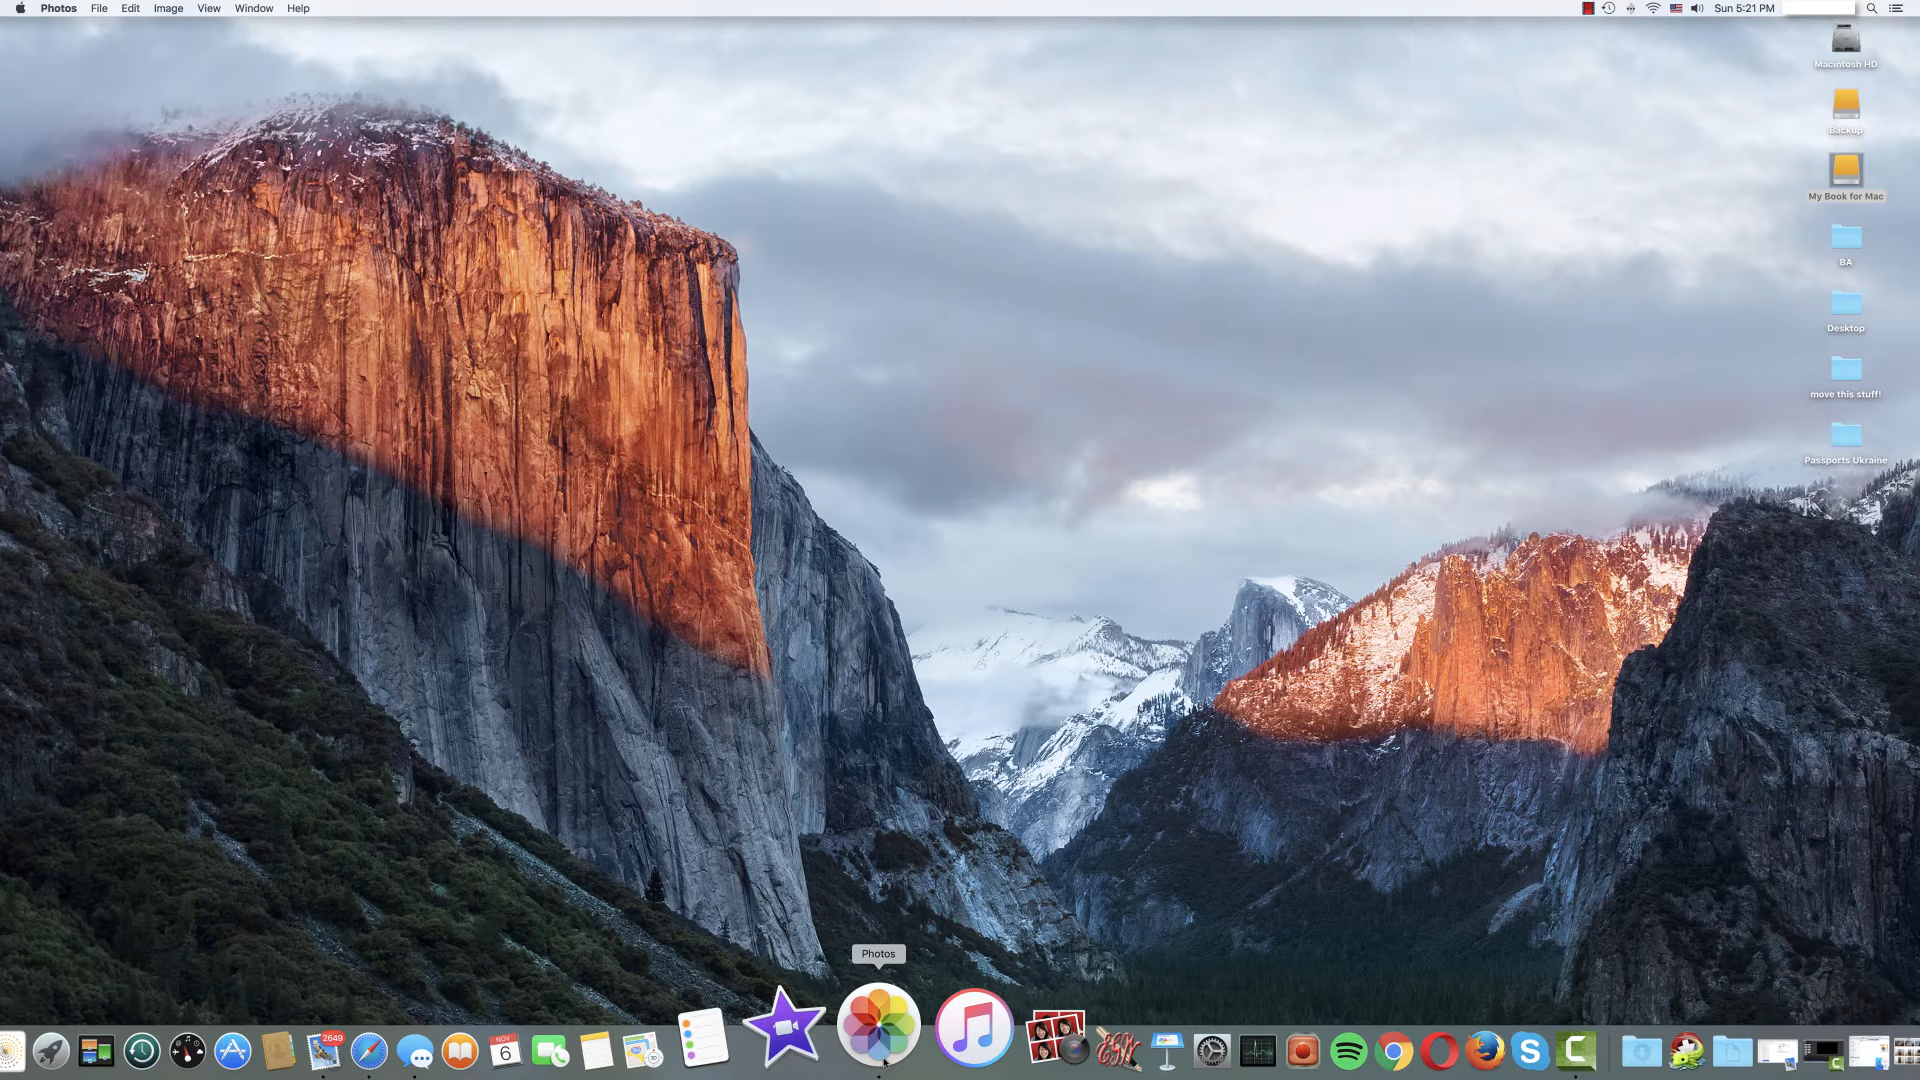 Photos File Edit Image View Window Help Sun 5:21 PM
Macintosh HD
Backup
My Book for Mac
BA
Desktop
move this stuff!
Passports Ukraine
Photos
2649
NOV
6